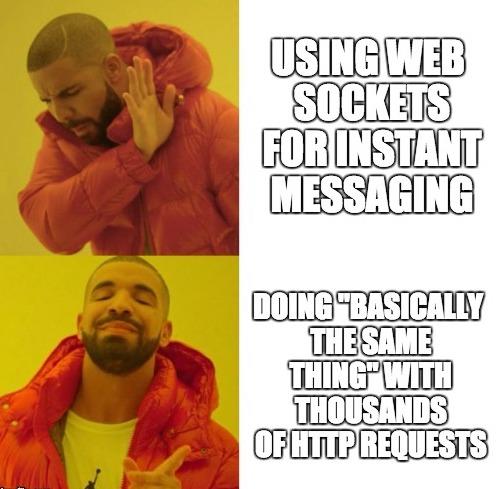 USING WEB
SOCKETS
FOR INSTANT
MESSAGING
DOING "BASICALLY
THE SAME
THING" WITH
THOUSANDS
OF HTTP REQUESTS